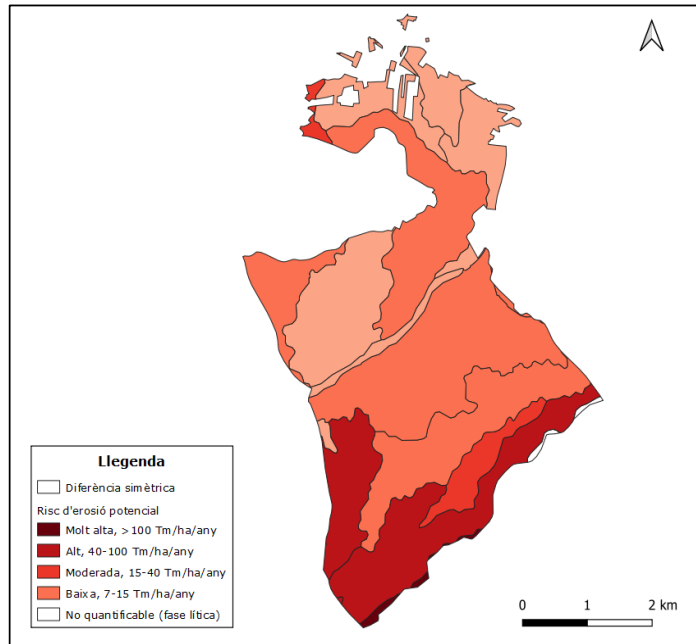 Llegenda
Diferència simètrica
Risc d'erosió potencial
Molt alta, >100 Tm/ha/any
Alt, 40-100 Tm/ha/any
Moderada, 15-40 Tm/ha/any
Baixa, 7-15 Tm/ha/any
No quantificable (fase lítica)
0 1 2 km